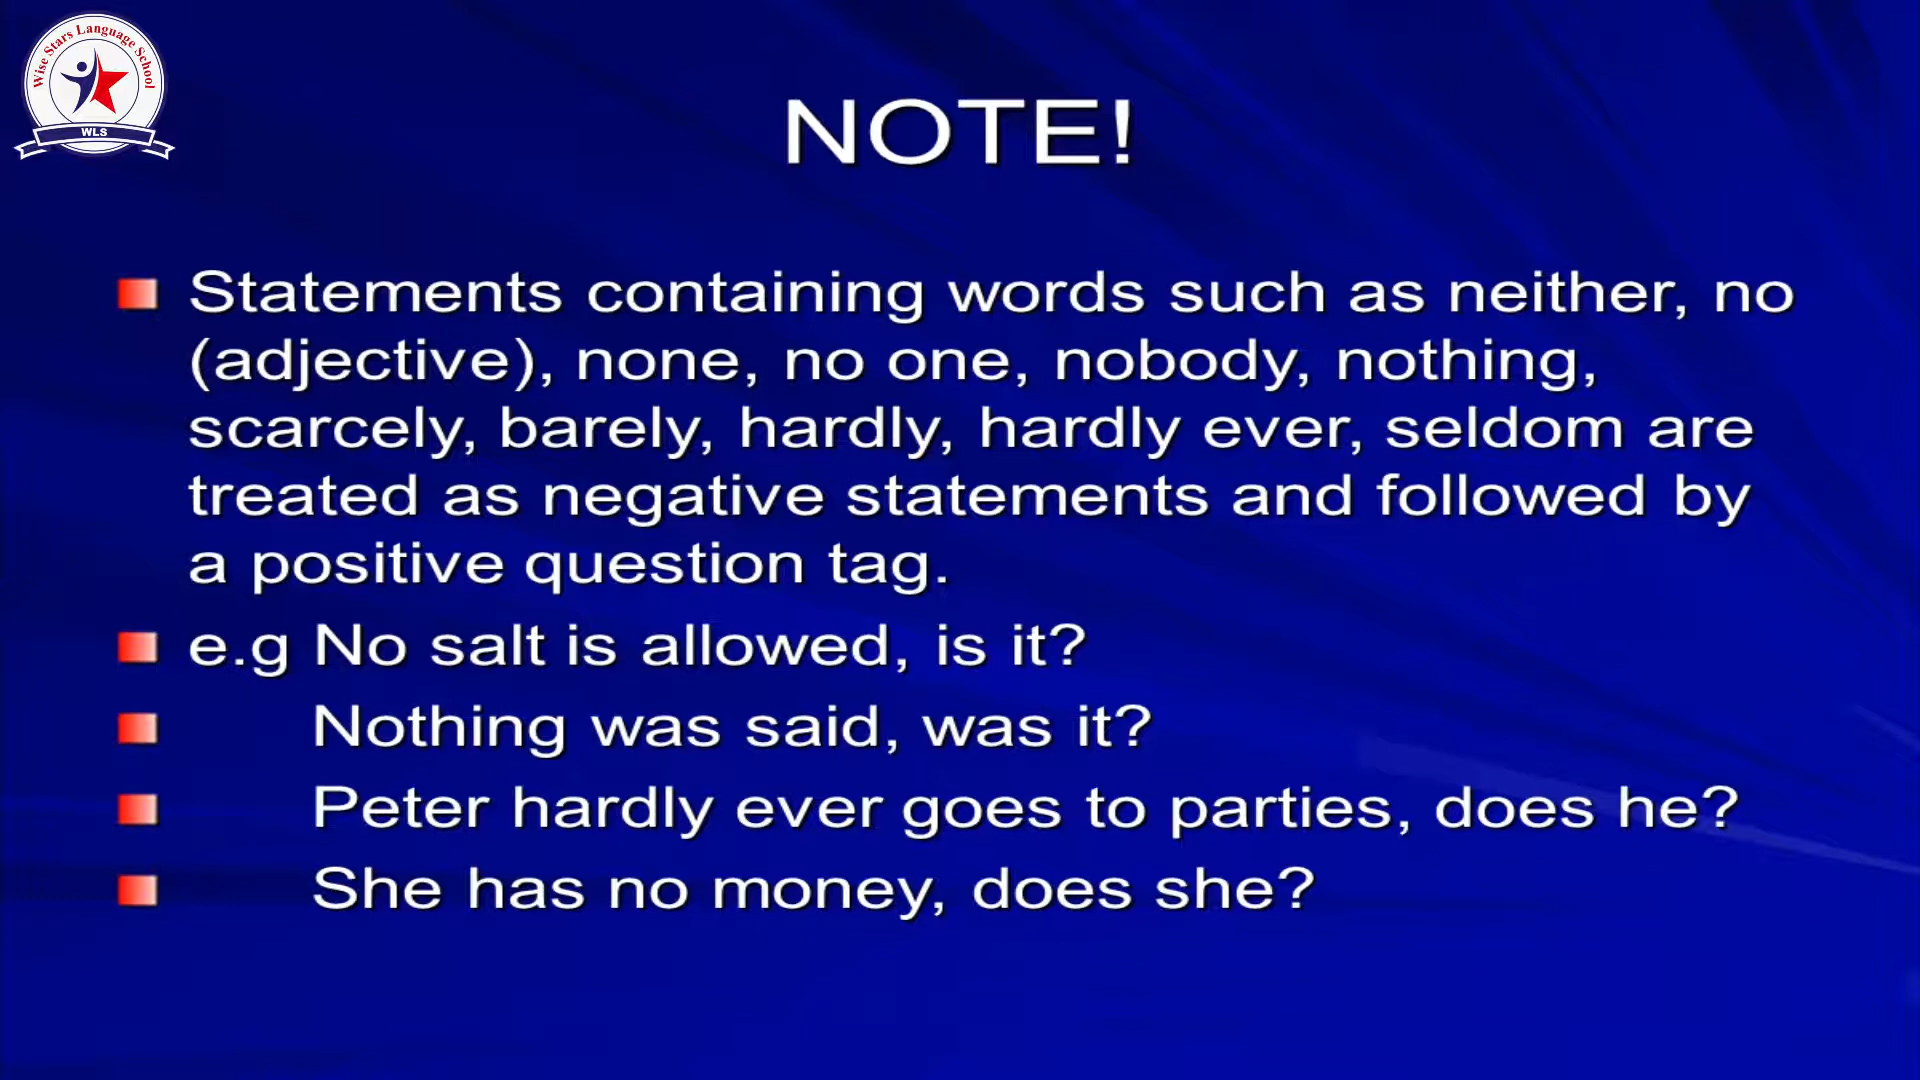 Wise Stars Language School
WLS
NOTE!
Statements containing words such as neither, no
(adjective), none, no one, nobody, nothing,
scarcely, barely, hardly, hardly ever, seldom are
treated as negative statements and followed by
a positive question tag.
e.g No salt is allowed, is it?
Nothing was said, was it?
Peter hardly ever goes to parties, does he?
She has no money, does she?